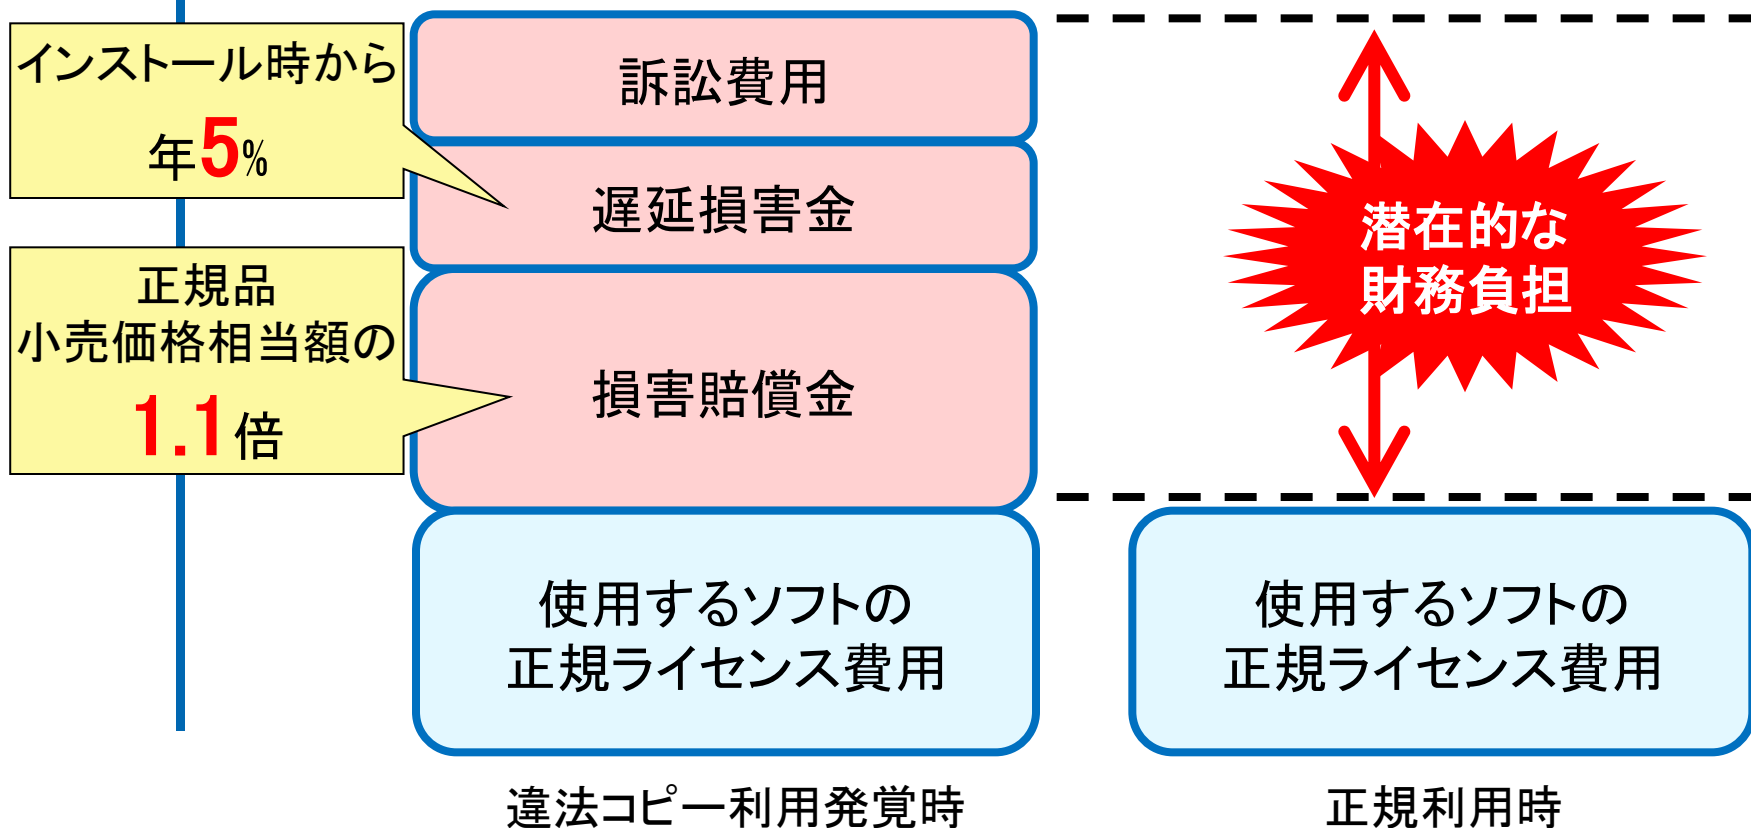 インストール時から
年5%
正規品
小売価格相当額の
1.1倍
訴訟費用
遅延損害金
損害賠償金
使用するソフトの
正規ライセンス費用
違法コピー利用発覚時
潜在的な
財務負担
使用するソフトの
正規ライセンス費用
正規利用時